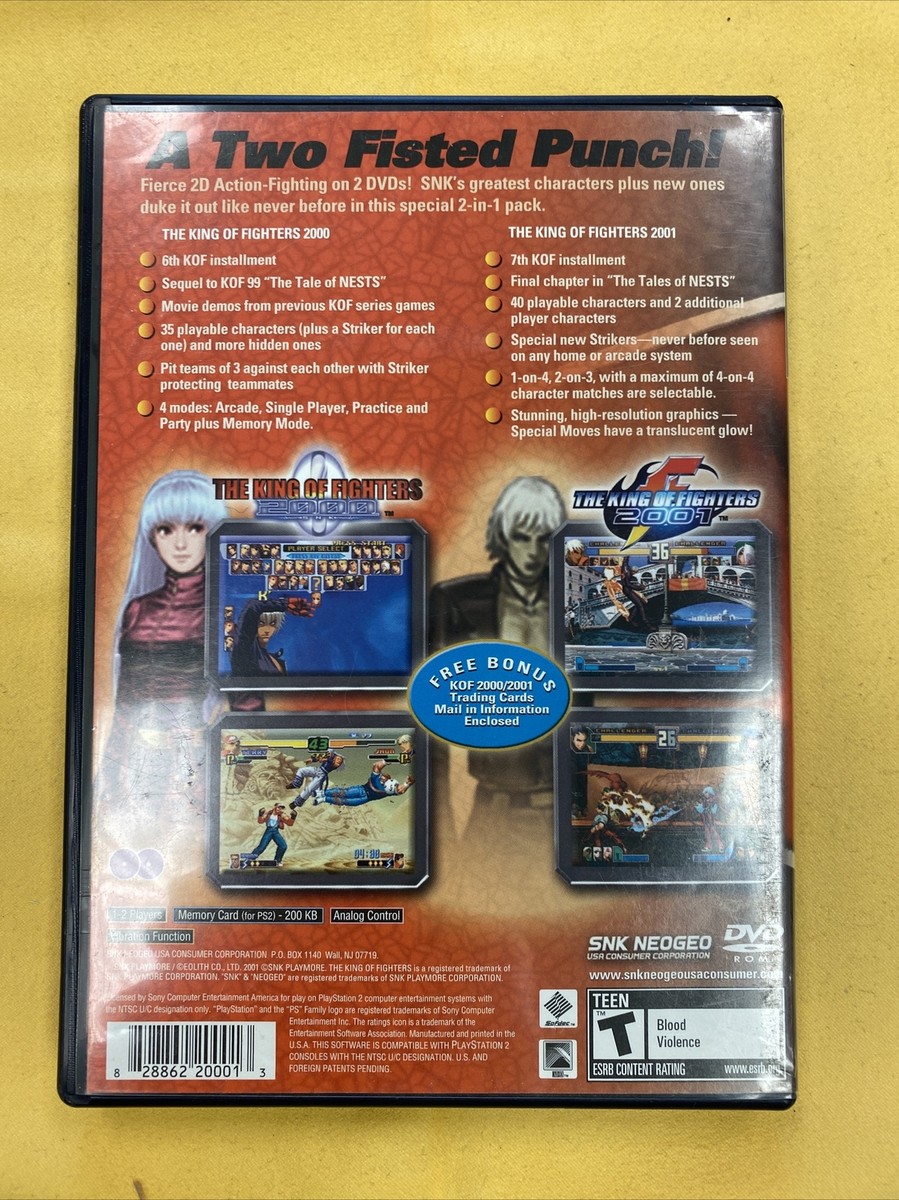 A Two Fisted Punch!
Fierce 2D Action-Fighting on 2 DVDs! SNK's greatest characters plus new ones
duke it out like never before in this special 2-in-1 pack.
THE KING OF FIGHTERS 2000
6th KOF installment
Sequel to KOF 99 "The Tale of NESTS"
Movie demos from previous KOF series games
35 playable characters (plus a Striker for each
one) and more hidden ones
Pit teams of 3 against each other with Striker
protecting teammates
4 modes: Arcade, Single Player, Practice and
Party plus Memory Mode.
THE KING OF FIGHTERS 2001
7th KOF installment
Final chapter in "The Tales of NESTS"
40 playable characters and 2 additional
player characters
Special new Strikers—never before seen
on any home or arcade system
1-on-4, 2-on-3, with a maximum of 4-on-4
character matches are selectable.
Stunning, high-resolution graphics —
Special Moves have a translucent glow!
THE KING OF FIGHTERS
2000
SNK
TM
THE KING OF FIGHTERS
2001
TM
PLAYER SELECT
36
CHALLENGER
FREE BONUS
KOF 2000/2001
Trading Cards
Mail in Information
Enclosed
43
CHALLENGER
26
1-2 Players
Memory Card (for PS2) - 200 KB
Analog Control
Vibration Function
USA CONSUMER CORPORATION P.O. BOX 1140 Wall, NJ 07719.
PLAYMORE / ©EOLITH CO., LTD. 2001 ©SNK PLAYMORE. THE KING OF FIGHTERS is a registered trademark of
SNK PLAYMORE CORPORATION. "SNK" & "NEOGEO" are registered trademarks of SNK PLAYMORE CORPORATION.
Licensed by Sony Computer Entertainment America for play on PlayStation 2 computer entertainment systems with
the NTSC U/C designation only. "PlayStation" and the "PS" Family logo are registered trademarks of Sony Computer
Entertainment Inc. The ratings icon is a trademark of the
Entertainment Software Association. Manufactured and printed in the
U.S.A. THIS SOFTWARE IS COMPATIBLE WITH PLAYSTATION 2
CONSOLES WITH THE NTSC U/C DESIGNATION. U.S. AND
FOREIGN PATENTS PENDING.
8 28862 20001 3
SNK NEOGEO
USA CONSUMER CORPORATION
DVD
ROM
www.snkneogeousaconsumer.com
Sofdec TM
TEEN
T
TM
Blood
Violence
ESRB CONTENT RATING
www.esrb.org